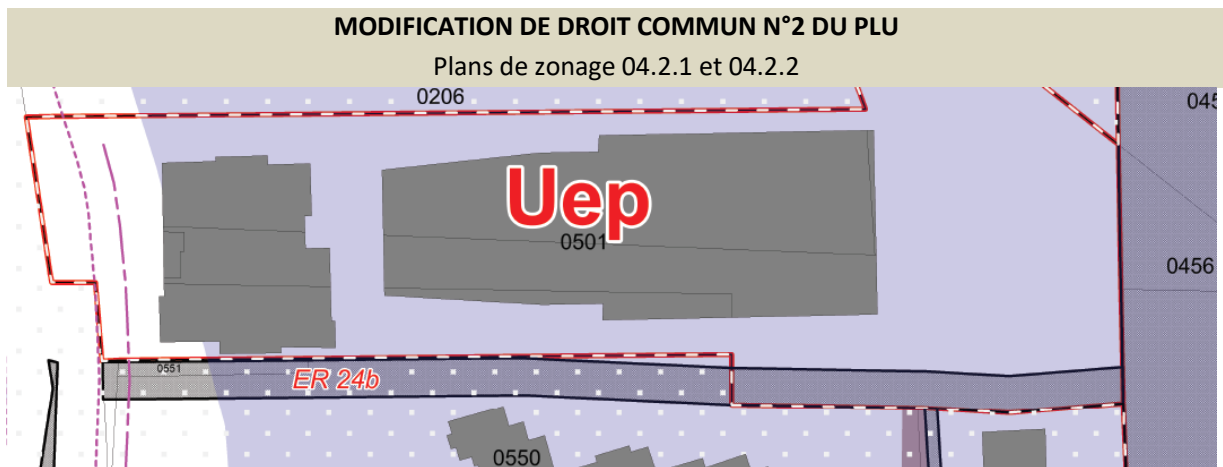 MODIFICATION DE DROIT COMMUN N°2 DU PLU
Plans de zonage 04.2.1 et 04.2.2
0206
Uep
0501
0456
0551
ER 24b
0550